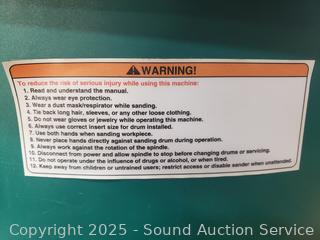 WARNING!
To reduce the risk of serious injury while using this machine:
1. Read and understand the manual.
2. Always wear eye protection.
3. Wear a dust mask/respirator while sanding.
4. Tie back long hair, sleeves, or any other loose clothing.
5. Do not wear gloves or jewelry while operating this machine.
6. Always use correct insert size for drum installed.
7. Use both hands when sanding workpiece.
8. Never place hands directly against sanding drum during operation.
9. Always work against the rotation of the spindle.
10. Disconnect from power and allow spindle to stop before changing drums or servicing.
11. Do not operate under the influence of drugs or alcohol, or when tired.
12. Keep away from children or untrained users; restrict access or disable sander when unattended.
Copyright 2025 - Sound Auction Service